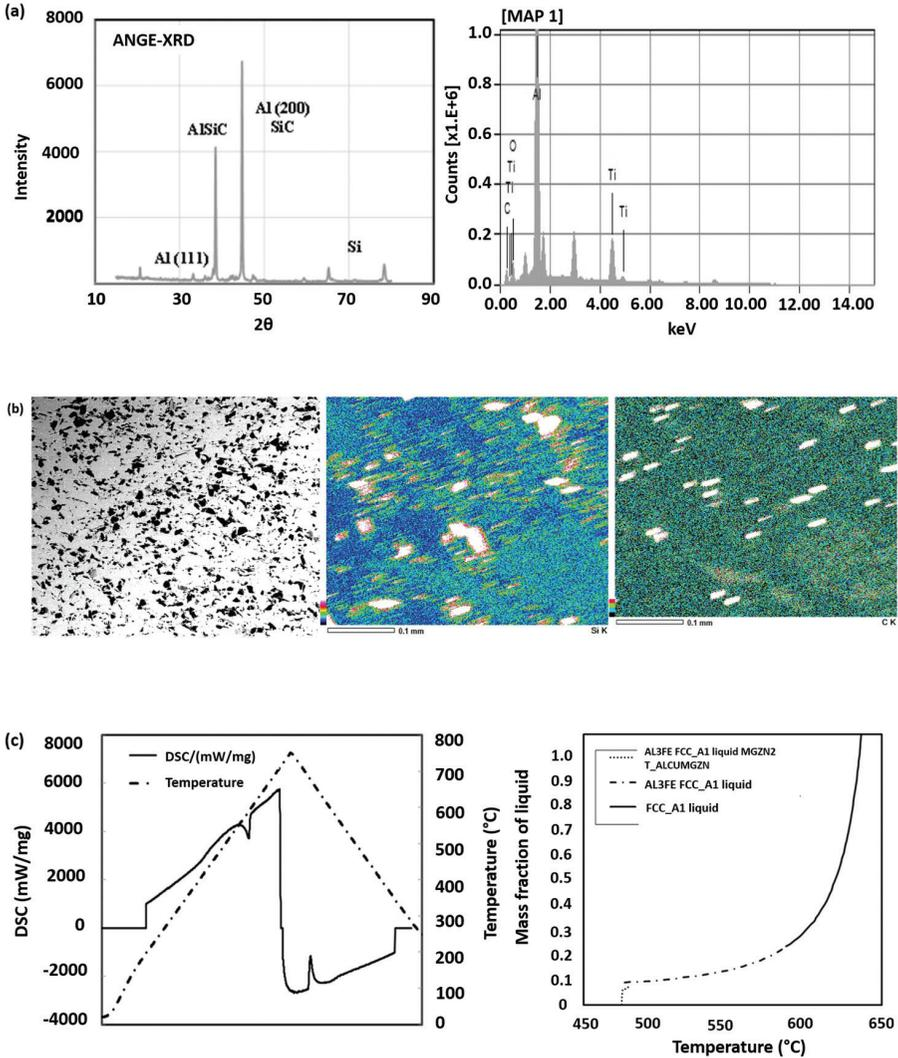 (a)
8000
6000
4000
2000
Intensity
ANGE-XRD
AlSiC
Al (200)
SiC
Al (111)
Si
10 30 50 70 90
2θ
[MAP 1]
1.0
0.8
0.6
0.4
0.2
0.0
Counts [x1.E+6]
Al
O
Ti
Ti
C
Ti
Ti
0.00 2.00 4.00 6.00 8.00 10.00 12.00 14.00
keV
(b)
0.1 mm
Si K
0.1 mm
C K
(c)
8000
6000
4000
2000
0
-2000
-4000
DSC (mW/mg)
DSC/(mW/mg)
Temperature
800
700
600
500
400
300
200
100
0
Temperature (°C)
Mass fraction of liquid
1.0
0.9
0.8
0.7
0.6
0.5
0.4
0.3
0.2
0.1
0
AL3FE FCC_A1 liquid MGZN2
T_ALCUMGZN
AL3FE FCC_A1 liquid
FCC_A1 liquid
450 500 550 600 650
Temperature (°C)